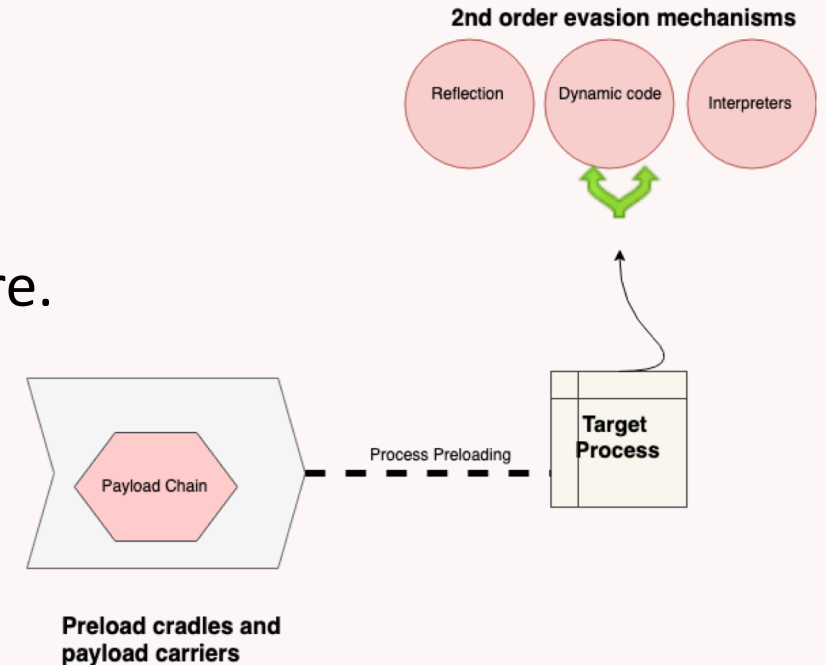 2nd order evasion mechanisms
Reflection
Dynamic code
Interpreters
re.
Target
Process
Process Preloading
Payload Chain
Preload cradles and
payload carriers